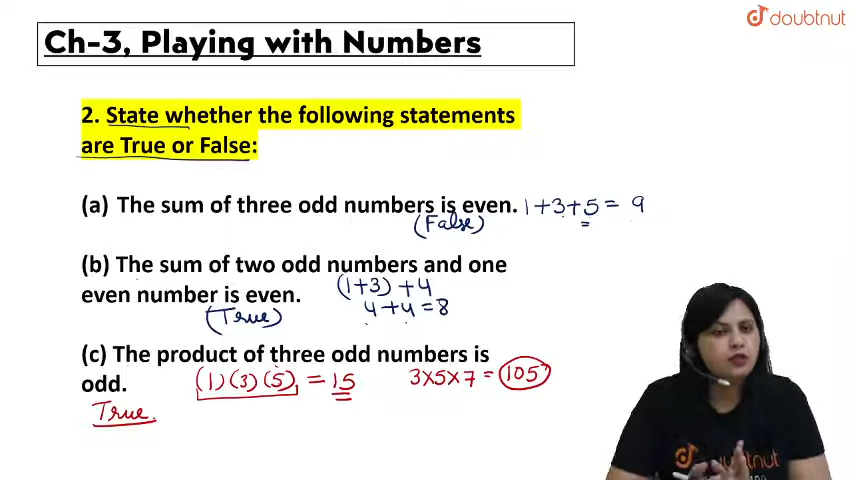 doubtnut
Ch-3, Playing with Numbers
2. State whether the following statements
are True or False:
(a) The sum of three odd numbers is even. 1+3+5= 9
(False)
(b) The sum of two odd numbers and one
even number is even. (1+3) +4
(True) 4+4=8
(c) The product of three odd numbers is
odd. (1)(3)(5) = 15 3×5×7=105
True.
doubtnut